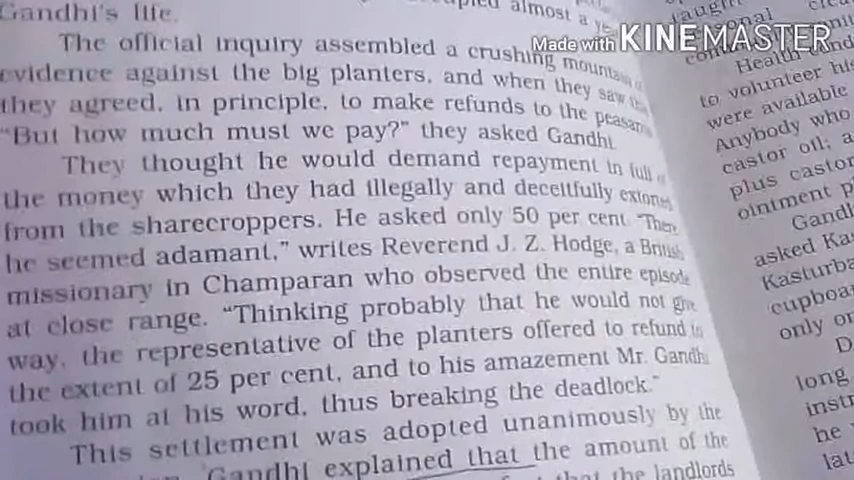 almost a
Gandhi's life.
The official inquiry assembled a crushing mountain
evidence against the big planters, and when they saw this
they agreed, in principle, to make refunds to the peasants
"But how much must we pay?" they asked Gandhi.
They thought he would demand repayment in full of
the money which they had illegally and deceitfully extorted
from the sharecroppers. He asked only 50 per cent. "There
he seemed adamant," writes Reverend J. Z. Hodge, a British
missionary in Champaran who observed the entire episode
at close range. "Thinking probably that he would not give
way, the representative of the planters offered to refund to
the extent of 25 per cent, and to his amazement Mr. Gandhi
took him at his word, thus breaking the deadlock."
This settlement was adopted unanimously by the
Gandhi explained that the amount of the
that the landlords
Made with KINEMASTER
taught
Health
to volunteer his
were available
Anybody who
castor oil; a
plus castor
ointment
asked
Kasturba
only
long
he